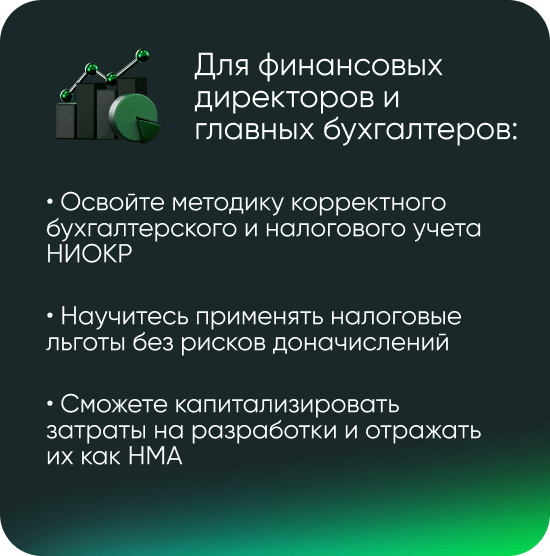 Для финансовых
директоров и
главных бухгалтеров:
• Освойте методику корректного
бухгалтерского и налогового учета
НИОКР
• Научитесь применять налоговые
льготы без рисков доначислений
• Сможете капитализировать
затраты на разработки и отражать
их как НМА